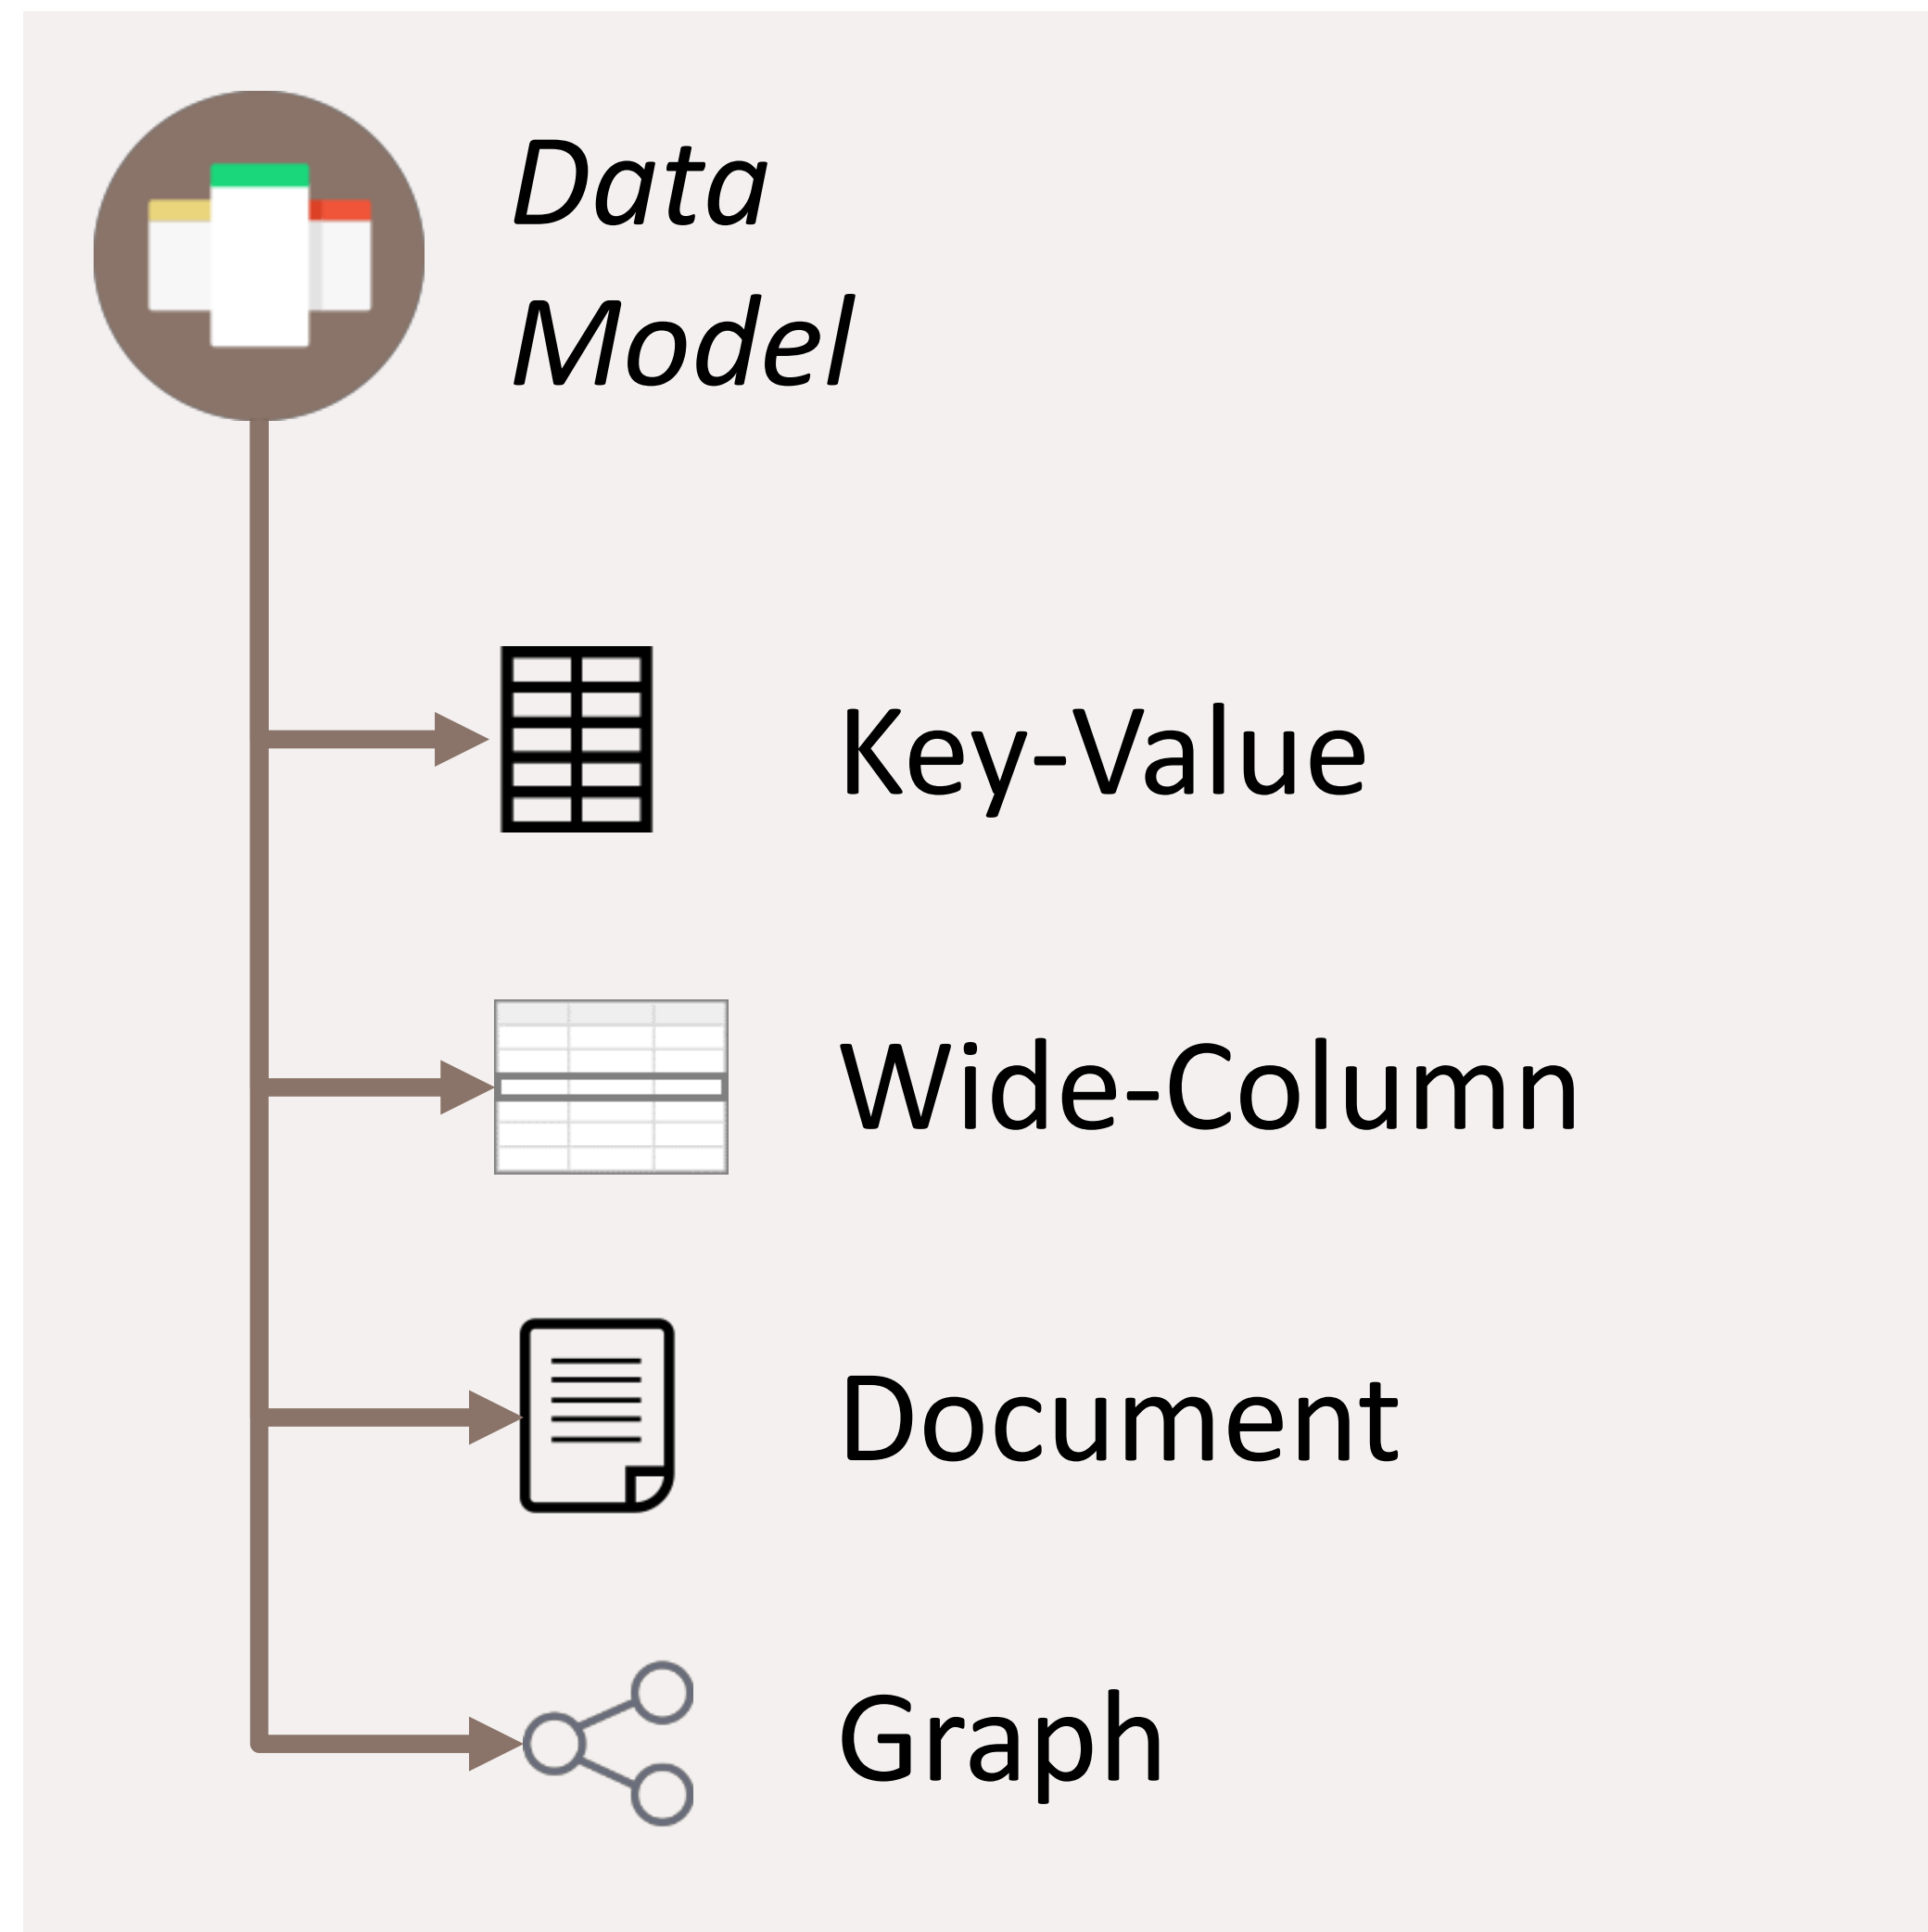 Data
Model
Key-Value
Wide-Column
Document
Graph